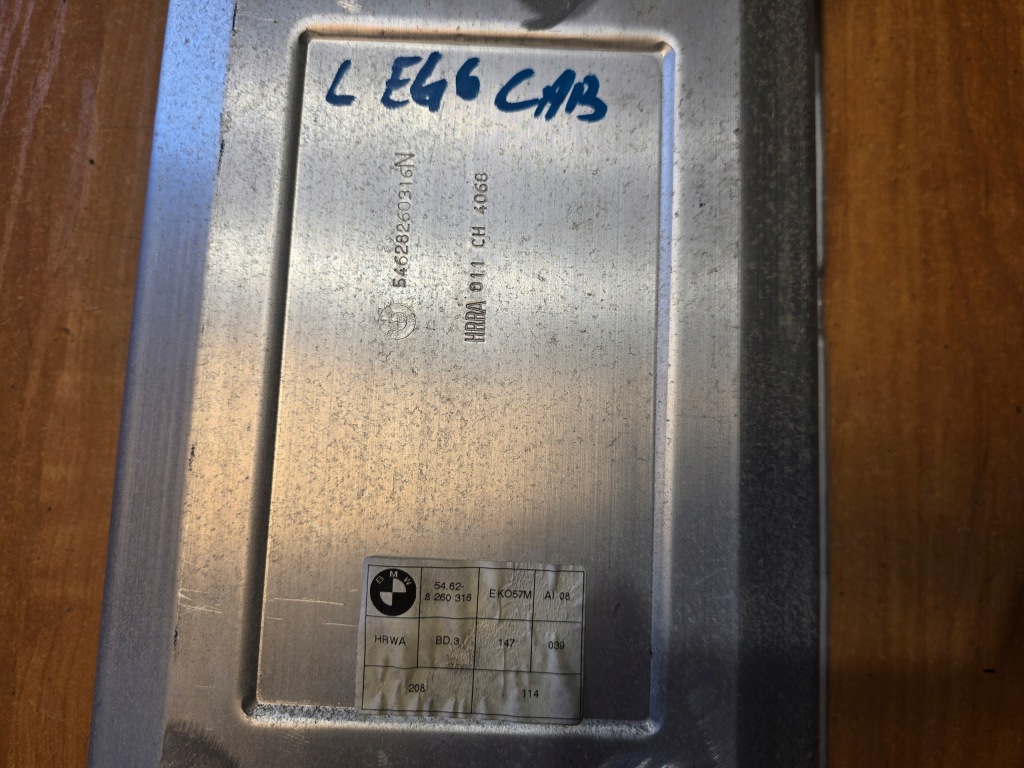 L E46 CAB
54628260316N
HRRA 011 CH 4068
BMW
54.62-
8 260 316
EKO57M
AI 08
HRWA
BD.3
147
039
208
114